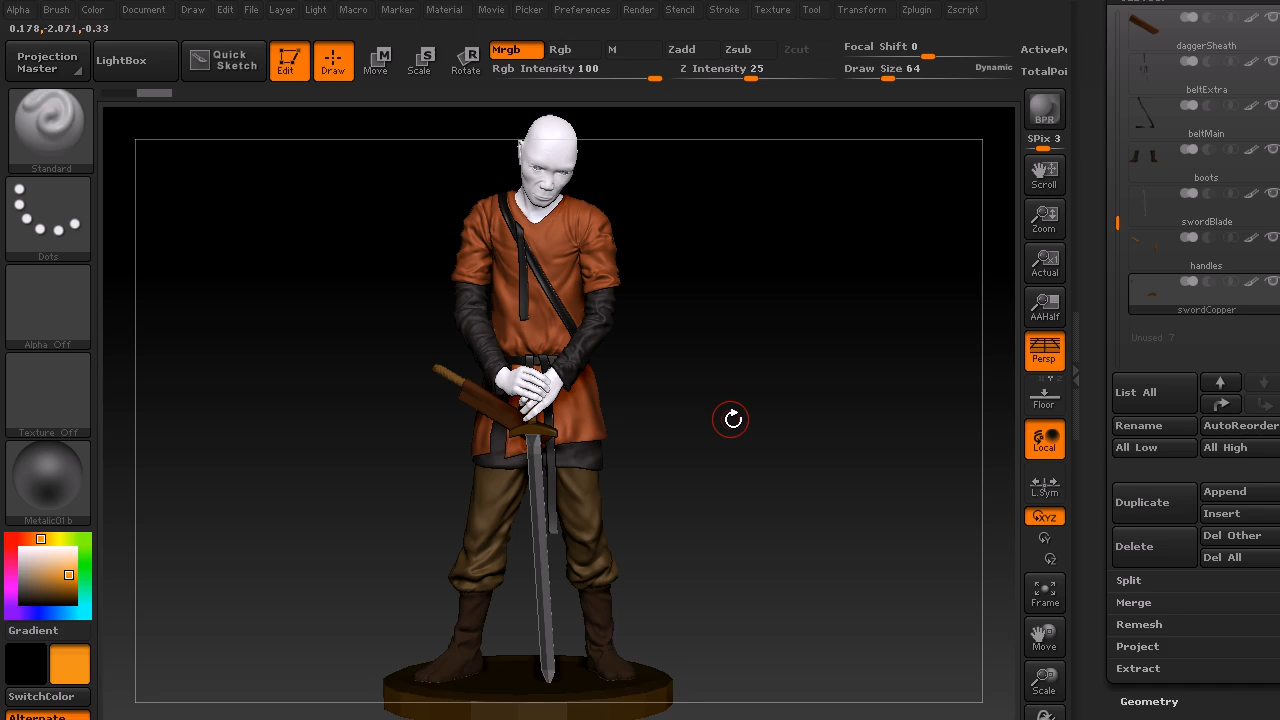 Alpha Brush Color Document Draw Edit File Layer Light Macro Marker Material Movie Picker Preferences Render Stencil Stroke Texture Tool Transform Zplugin Zscript
0.178,-2.071,-0.33
Projection Master
LightBox
Quick Sketch
Edit
Draw
Move
Scale
Rotate
Mrgb Rgb M Zadd Zsub Zcut
Rgb Intensity 100 Z Intensity 25
Focal Shift 0
Draw Size 64 Dynamic
ActivePo
TotalPoi
Standard
Dots
Alpha Off
Texture Off
Metalic01b
Gradient
SwitchColor
Alternate
BPR
SPix 3
Scroll
Zoom
Actual
AAHalf
Persp
Floor
Local
L.Sym
XYZ
Y
Z
Frame
Move
Scale
daggerSheath
beltExtra
beltMain
boots
swordBlade
handles
swordCopper
Unused 7
List All
Rename AutoReorder
All Low All High
Duplicate
Append
Insert
Delete
Del Other
Del All
Split
Merge
Remesh
Project
Extract
Geometry